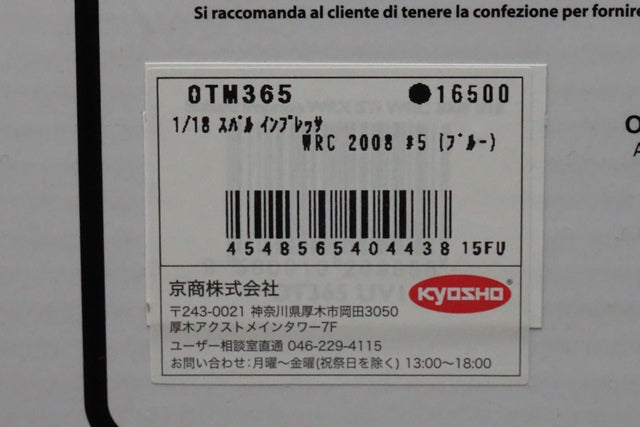 Si raccomanda al cliente di tenere la confezione per fornire
OTM365 ●16500
1/18 ｽﾊﾞﾙ ｲﾝﾌﾟﾚｯｻ
WRC 2008 #5 (ﾌﾞﾙｰ)
4548565404438 15FU
京商株式会社
KYOSHO®
〒243-0021 神奈川県厚木市岡田3050
厚木アクストメインタワー7F
ユーザー相談室直通 046-229-4115
お問い合わせ:月曜〜金曜(祝祭日を除く) 13:00〜18:00